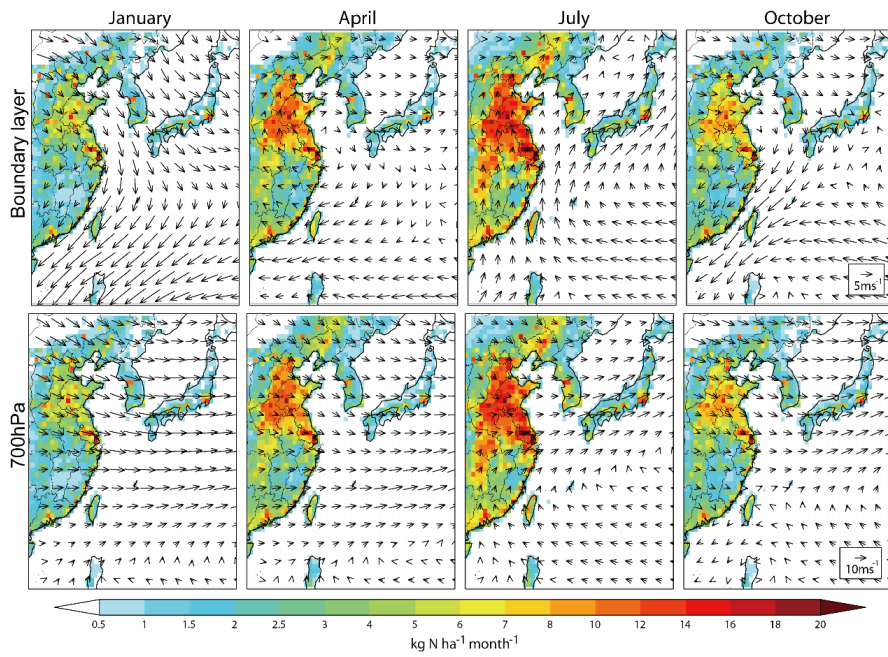 January
April
July
October
Boundary layer
5ms⁻¹
700hPa
10ms⁻¹
0.5 1 1.5 2 2.5 3 4 5 6 7 8 10 12 14 16 18 20
kg N ha⁻¹ month⁻¹